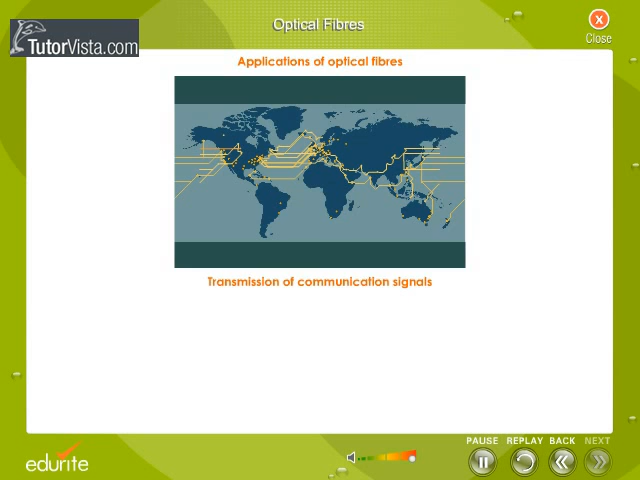 Optical Fibres
TutorVista.com
Close
Applications of optical fibres
Transmission of communication signals
PAUSE REPLAY BACK NEXT
edurite